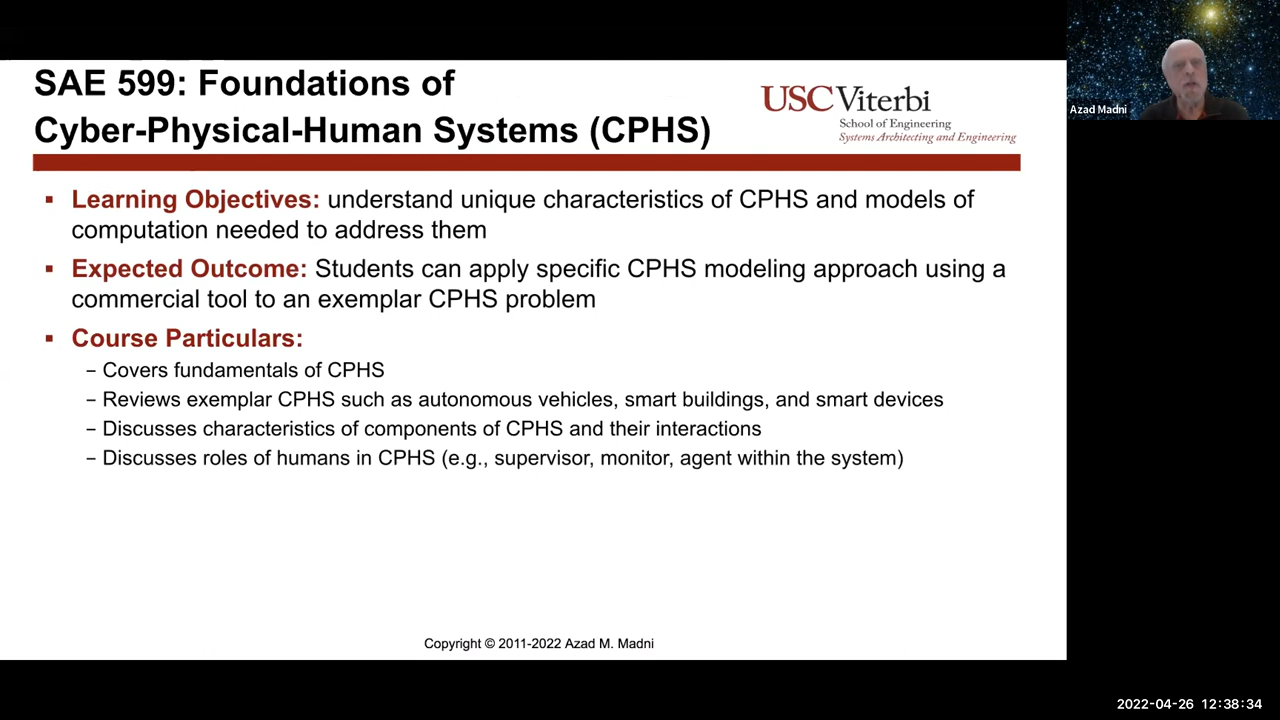 SAE 599: Foundations of
Cyber-Physical-Human Systems (CPHS)
USC Viterbi
School of Engineering
Systems Architecting and Engineering
Azad Madni
▪ Learning Objectives: understand unique characteristics of CPHS and models of
computation needed to address them
▪ Expected Outcome: Students can apply specific CPHS modeling approach using a
commercial tool to an exemplar CPHS problem
▪ Course Particulars:
– Covers fundamentals of CPHS
– Reviews exemplar CPHS such as autonomous vehicles, smart buildings, and smart devices
– Discusses characteristics of components of CPHS and their interactions
– Discusses roles of humans in CPHS (e.g., supervisor, monitor, agent within the system)
Copyright © 2011-2022 Azad M. Madni
2022-04-26 12:38:34